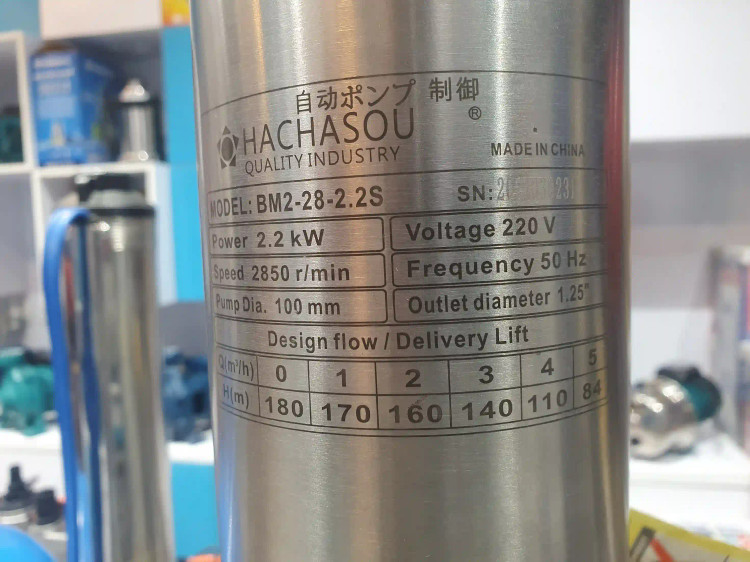 自动ポンプ 制御
HACHASOU ®
QUALITY INDUSTRY
MADE IN CHINA
MODEL: BM2-28-2.2S SN:
Power 2.2 kW Voltage 220 V
Speed 2850 r/min Frequency 50 Hz
Pump Dia. 100 mm Outlet diameter 1.25"
Design flow / Delivery Lift
Q(m³/h) 0 1 2 3 4 5
H(m) 180 170 160 140 110 84